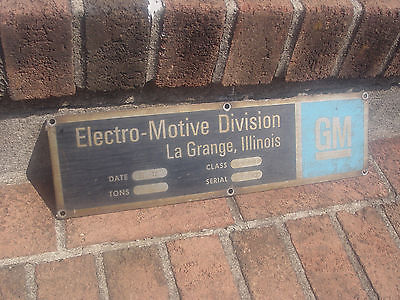 Electro-Motive Division
La Grange, Illinois
GM
DATE
CLASS
TONS
SERIAL